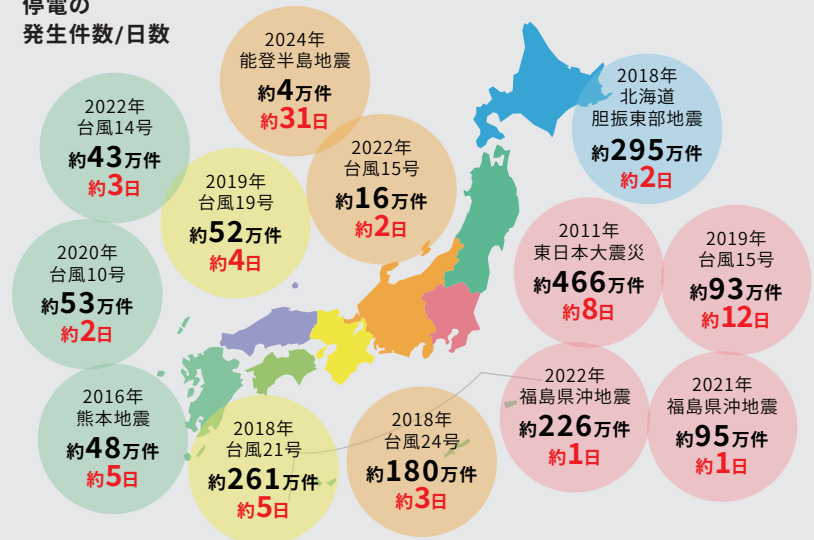 停電の
発生件数/日数
2024年
能登半島地震
約4万件
約31日
2022年
台風14号
約43万件
約3日
2018年
北海道
胆振東部地震
約295万件
約2日
2022年
台風15号
約16万件
約2日
2019年
台風19号
約52万件
約4日
2011年
東日本大震災
約466万件
約8日
2019年
台風15号
約93万件
約12日
2020年
台風10号
約53万件
約2日
2022年
福島県沖地震
約226万件
約1日
2021年
福島県沖地震
約95万件
約1日
2016年
熊本地震
約48万件
約5日
2018年
台風21号
約261万件
約5日
2018年
台風24号
約180万件
約3日